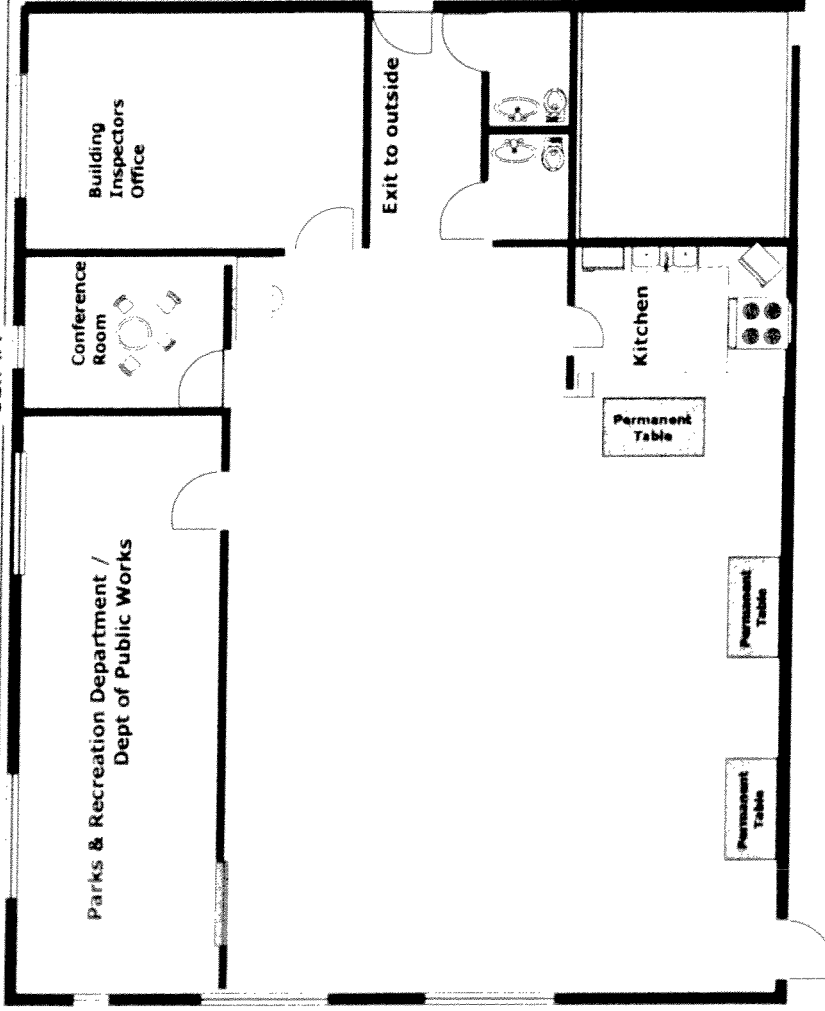 Building
Inspectors
Office
Exit to outside
Conference
Room
Kitchen
Permanent
Table
Parks & Recreation Department /
Dept of Public Works
Permanent
Table
Permanent
Table